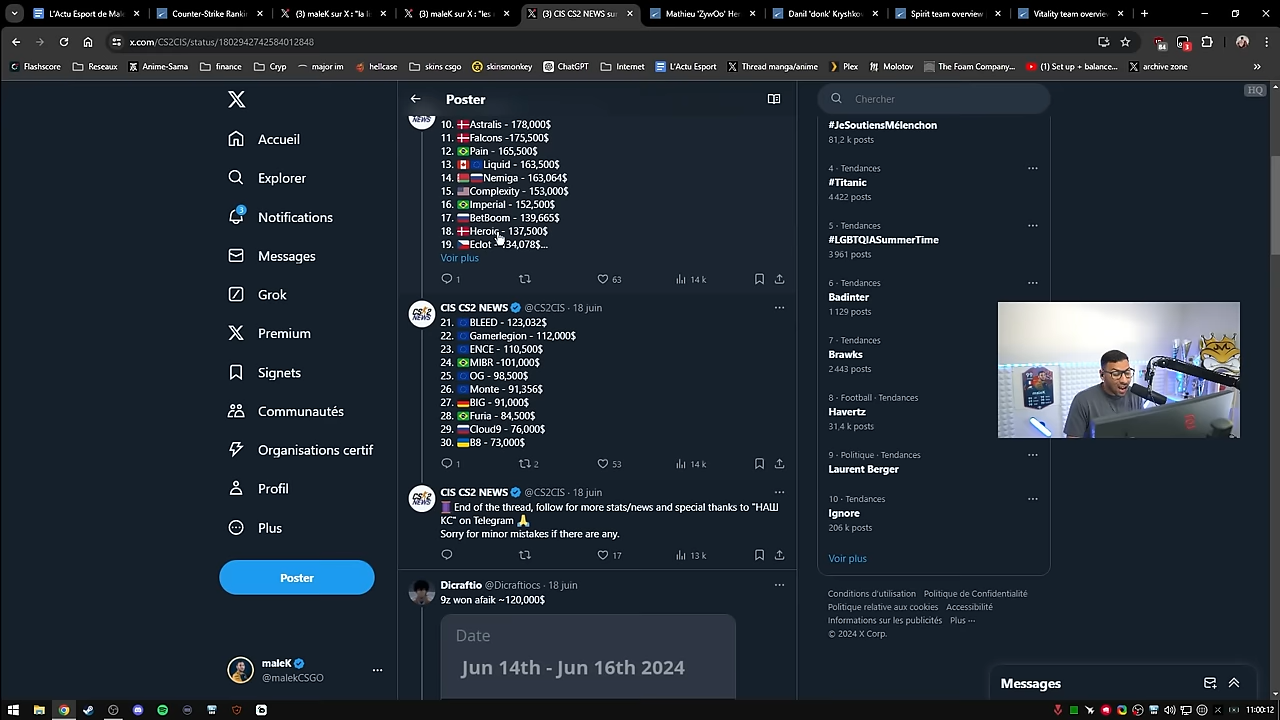 L'Actu Esport de Malek
Counter-Strike Rankin
(3) maleK sur X : "la li
(3) maleK sur X : "les
(3) CIS CS2 NEWS sur
Mathieu 'ZywOo' Her
Danil 'donk' Kryshkov
Spirit team overview
Vitality team overview
x.com/CS2CIS/status/1802942742584012848
Flashscore
Reseaux
Anime-Sama
finance
Cryp
major im
hellcase
skins csgo
skinsmonkey
ChatGPT
Internet
L'Actu Esport
Thread manga/anime
Plex
Molotov
The Foam Company...
(1) Set up + balance...
archive zone
Accueil
Explorer
3
Notifications
Messages
Grok
Premium
Signets
Communautés
Organisations certif
Profil
Plus
Poster
maleK
@malekCSGO
Poster
10. Astralis - 178,000$
11. Falcons -175,500$
12. Pain - 165,500$
13. Liquid - 163,500$
14. Nemiga - 163,064$
15. Complexity - 153,000$
16. Imperial - 152,500$
17. BetBoom - 139,665$
18. Heroic - 137,500$
19. Eclot - 134,078$...
Voir plus
1
63
14 k
CIS CS2 NEWS @CS2CIS · 18 juin
21. BLEED - 123,032$
22. Gamerlegion - 112,000$
23. ENCE - 110,500$
24. MIBR -101,000$
25. OG - 98,500$
26. Monte - 91,356$
27. BIG - 91,000$
28. Furia - 84,500$
29. Cloud9 - 76,000$
30. B8 - 73,000$
1
2
53
14 k
CIS CS2 NEWS @CS2CIS · 18 juin
End of the thread, follow for more stats/news and special thanks to "НАШ
КС" on Telegram
Sorry for minor mistakes if there are any.
17
13 k
Dicraftio @Dicraftiocs · 18 juin
9z won afaik ~120,000$
Date
Jun 14th - Jun 16th 2024
Chercher
HQ
#JeSoutiensMélenchon
81,2 k posts
4 · Tendances
#Titanic
4 422 posts
5 · Tendances
#LGBTQIASummerTime
3 961 posts
6 · Tendances
Badinter
1 129 posts
7 · Tendances
Brawks
2 443 posts
8 · Football · Tendances
Havertz
31,4 k posts
9 · Politique · Tendances
Laurent Berger
10 · Tendances
Ignore
206 k posts
Voir plus
Conditions d'utilisation Politique de Confidentialité
Politique relative aux cookies Accessibilité
Informations sur les publicités Plus ···
© 2024 X Corp.
Messages
11:00:12